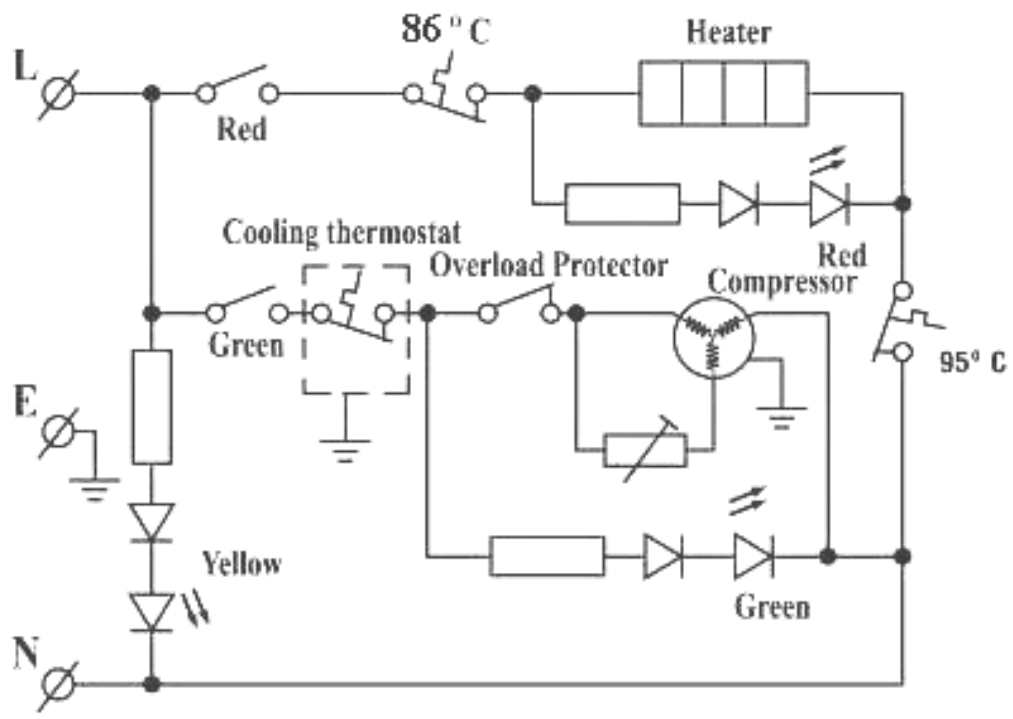 86 ° C
Heater
L
Red
Cooling thermostat
Overload Protector
Red
Compressor
Green
95° C
E
Yellow
Green
N